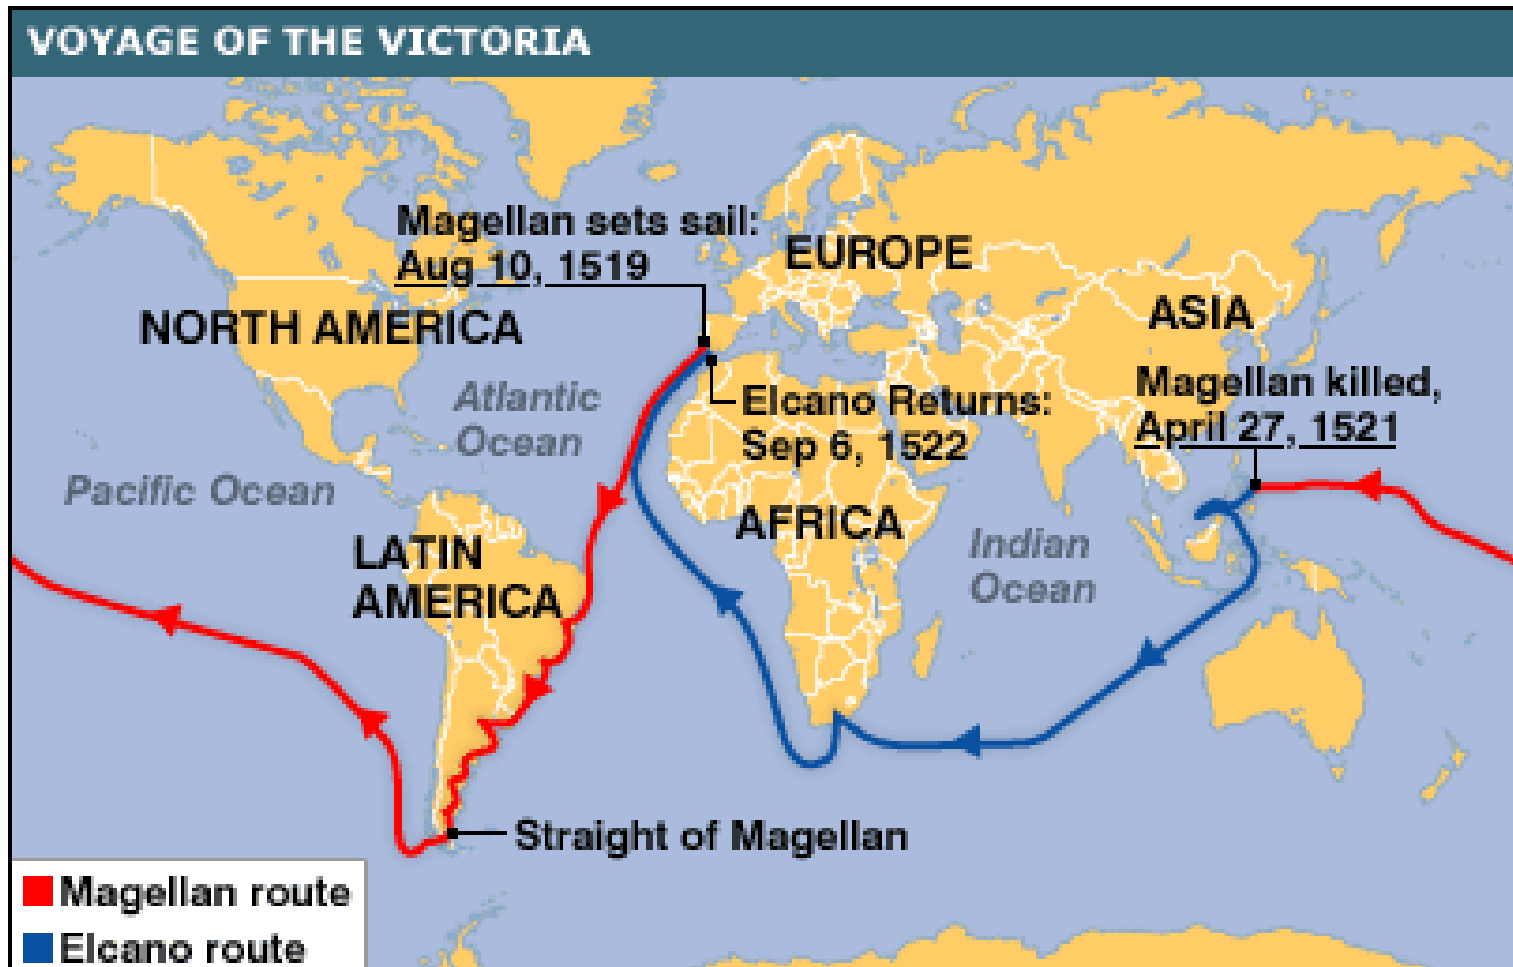 VOYAGE OF THE VICTORIA
Magellan sets sail:
Aug 10, 1519
EUROPE
ASIA
NORTH AMERICA
Atlantic
Ocean
Elcano Returns:
Sep 6, 1522
Magellan killed,
April 27, 1521
Pacific Ocean
AFRICA
Indian
Ocean
LATIN
AMERICA
Straight of Magellan
Magellan route
Elcano route